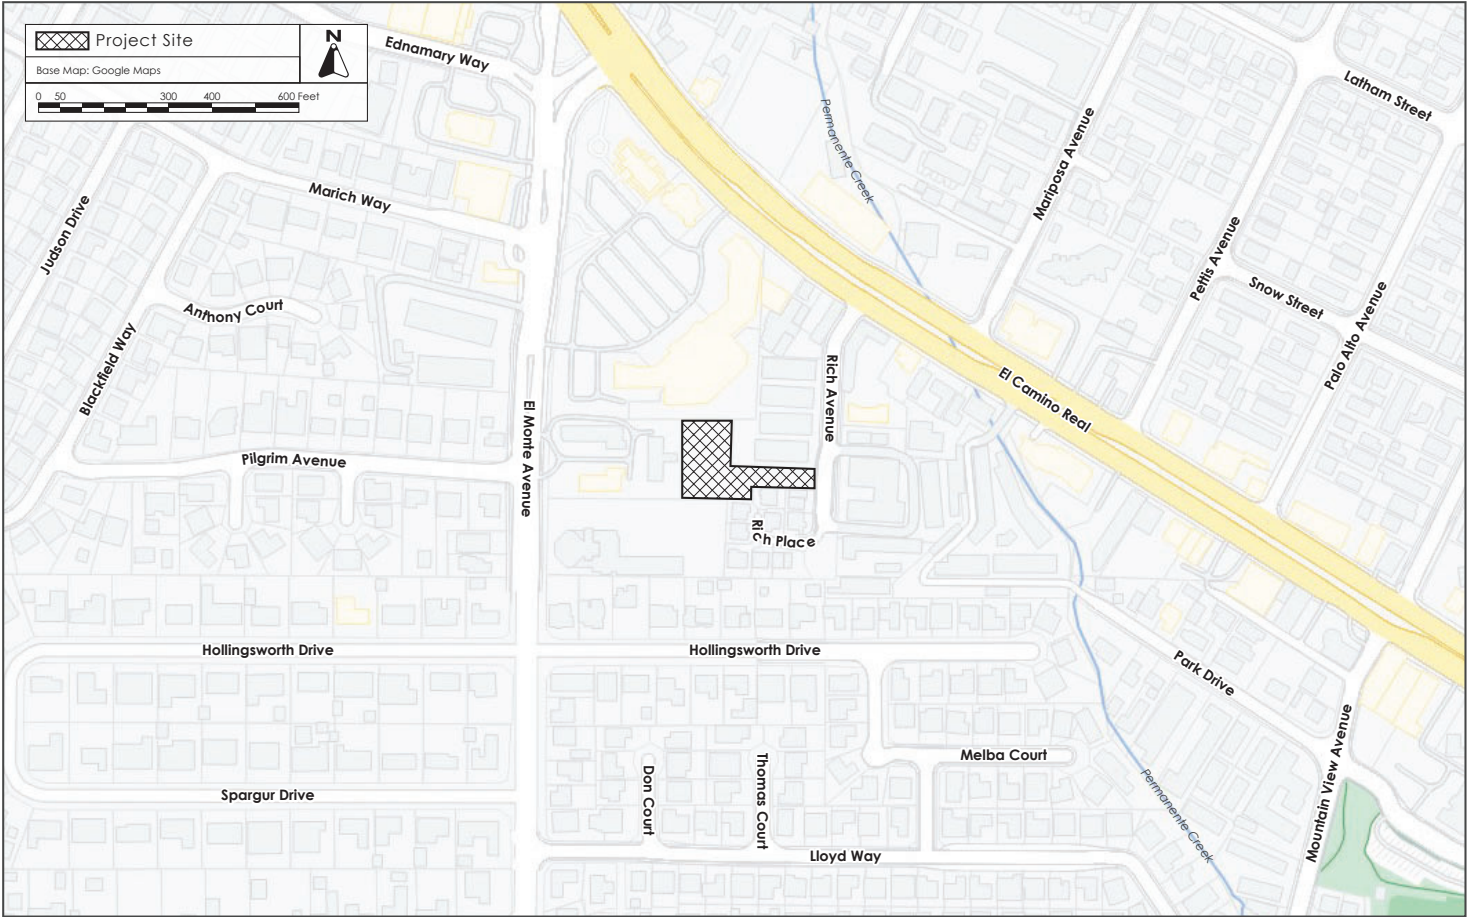 Project Site
N
Base Map: Google Maps
0 50 300 400 600 Feet
Ednamary Way
Latham Street
Permanente Creek
Mariposa Avenue
Marich Way
Judson Drive
Pettis Avenue
Snow Street
Anthony Court
Palo Alto Avenue
Blackfield Way
Rich Avenue
El Camino Real
El Monte Avenue
Pilgrim Avenue
Rich Place
Hollingsworth Drive
Hollingsworth Drive
Park Drive
Mountain View Avenue
Melba Court
Don Court
Thomas Court
Spargur Drive
Permanente Creek
Lloyd Way